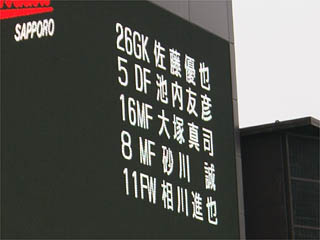 SAPPORO
26GK 佐藤優也
5 DF 池内友彦
16MF 大塚真司
8 MF 砂川 誠
11FW 相川進也